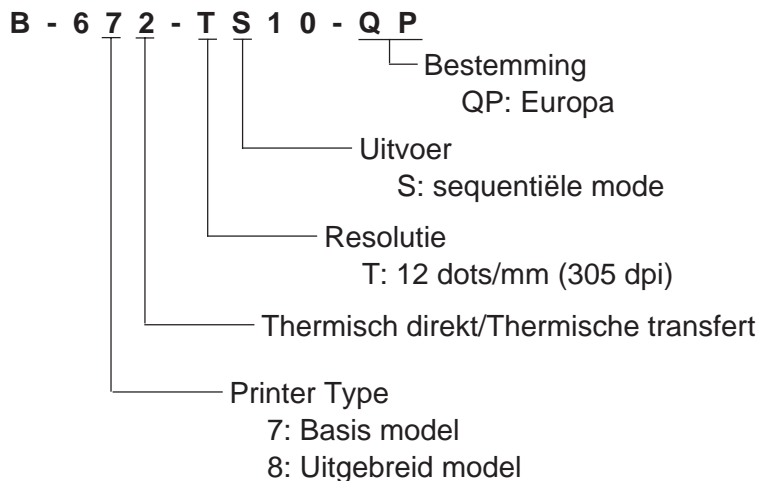 B - 6 7 2 - T S 1 0 - Q P
Bestemming
QP: Europa
Uitvoer
S: sequentiële mode
Resolutie
T: 12 dots/mm (305 dpi)
Thermisch direkt/Thermische transfert
Printer Type
7: Basis model
8: Uitgebreid model